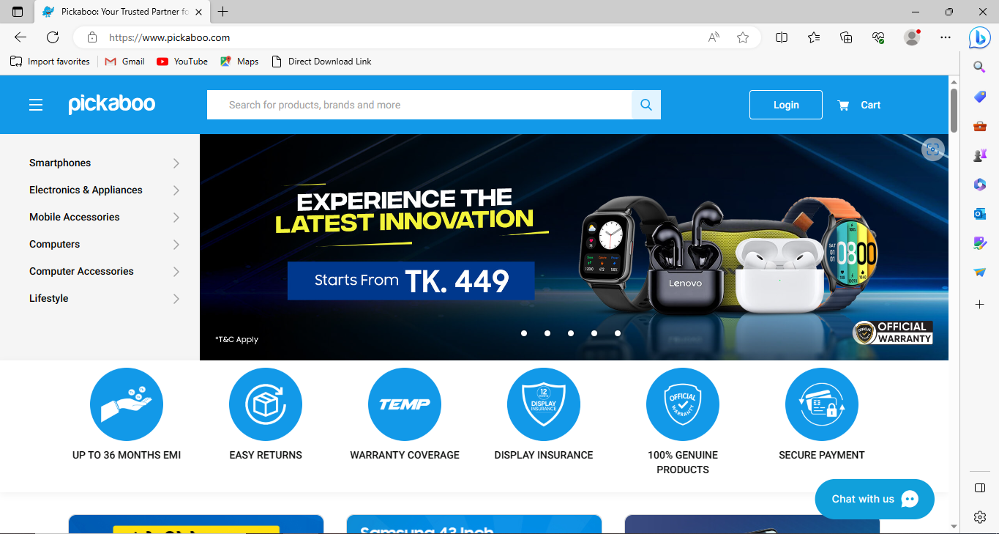 Pickaboo: Your Trusted Partner fo
https://www.pickaboo.com
Import favorites
Gmail
YouTube
Maps
Direct Download Link
pickaboo
Search for products, brands and more
Login
Cart
Smartphones
Electronics & Appliances
Mobile Accessories
Computers
Computer Accessories
Lifestyle
EXPERIENCE THE
LATEST INNOVATION
Starts From TK. 449
*T&C Apply
Lenovo
08:00
OFFICIAL
WARRANTY
TEMP
12
DISPLAY
INSURANCE
OFFICIAL
WARRANTY
UP TO 36 MONTHS EMI
EASY RETURNS
WARRANTY COVERAGE
DISPLAY INSURANCE
100% GENUINE
PRODUCTS
SECURE PAYMENT
Chat with us
Samsung 43 Inch